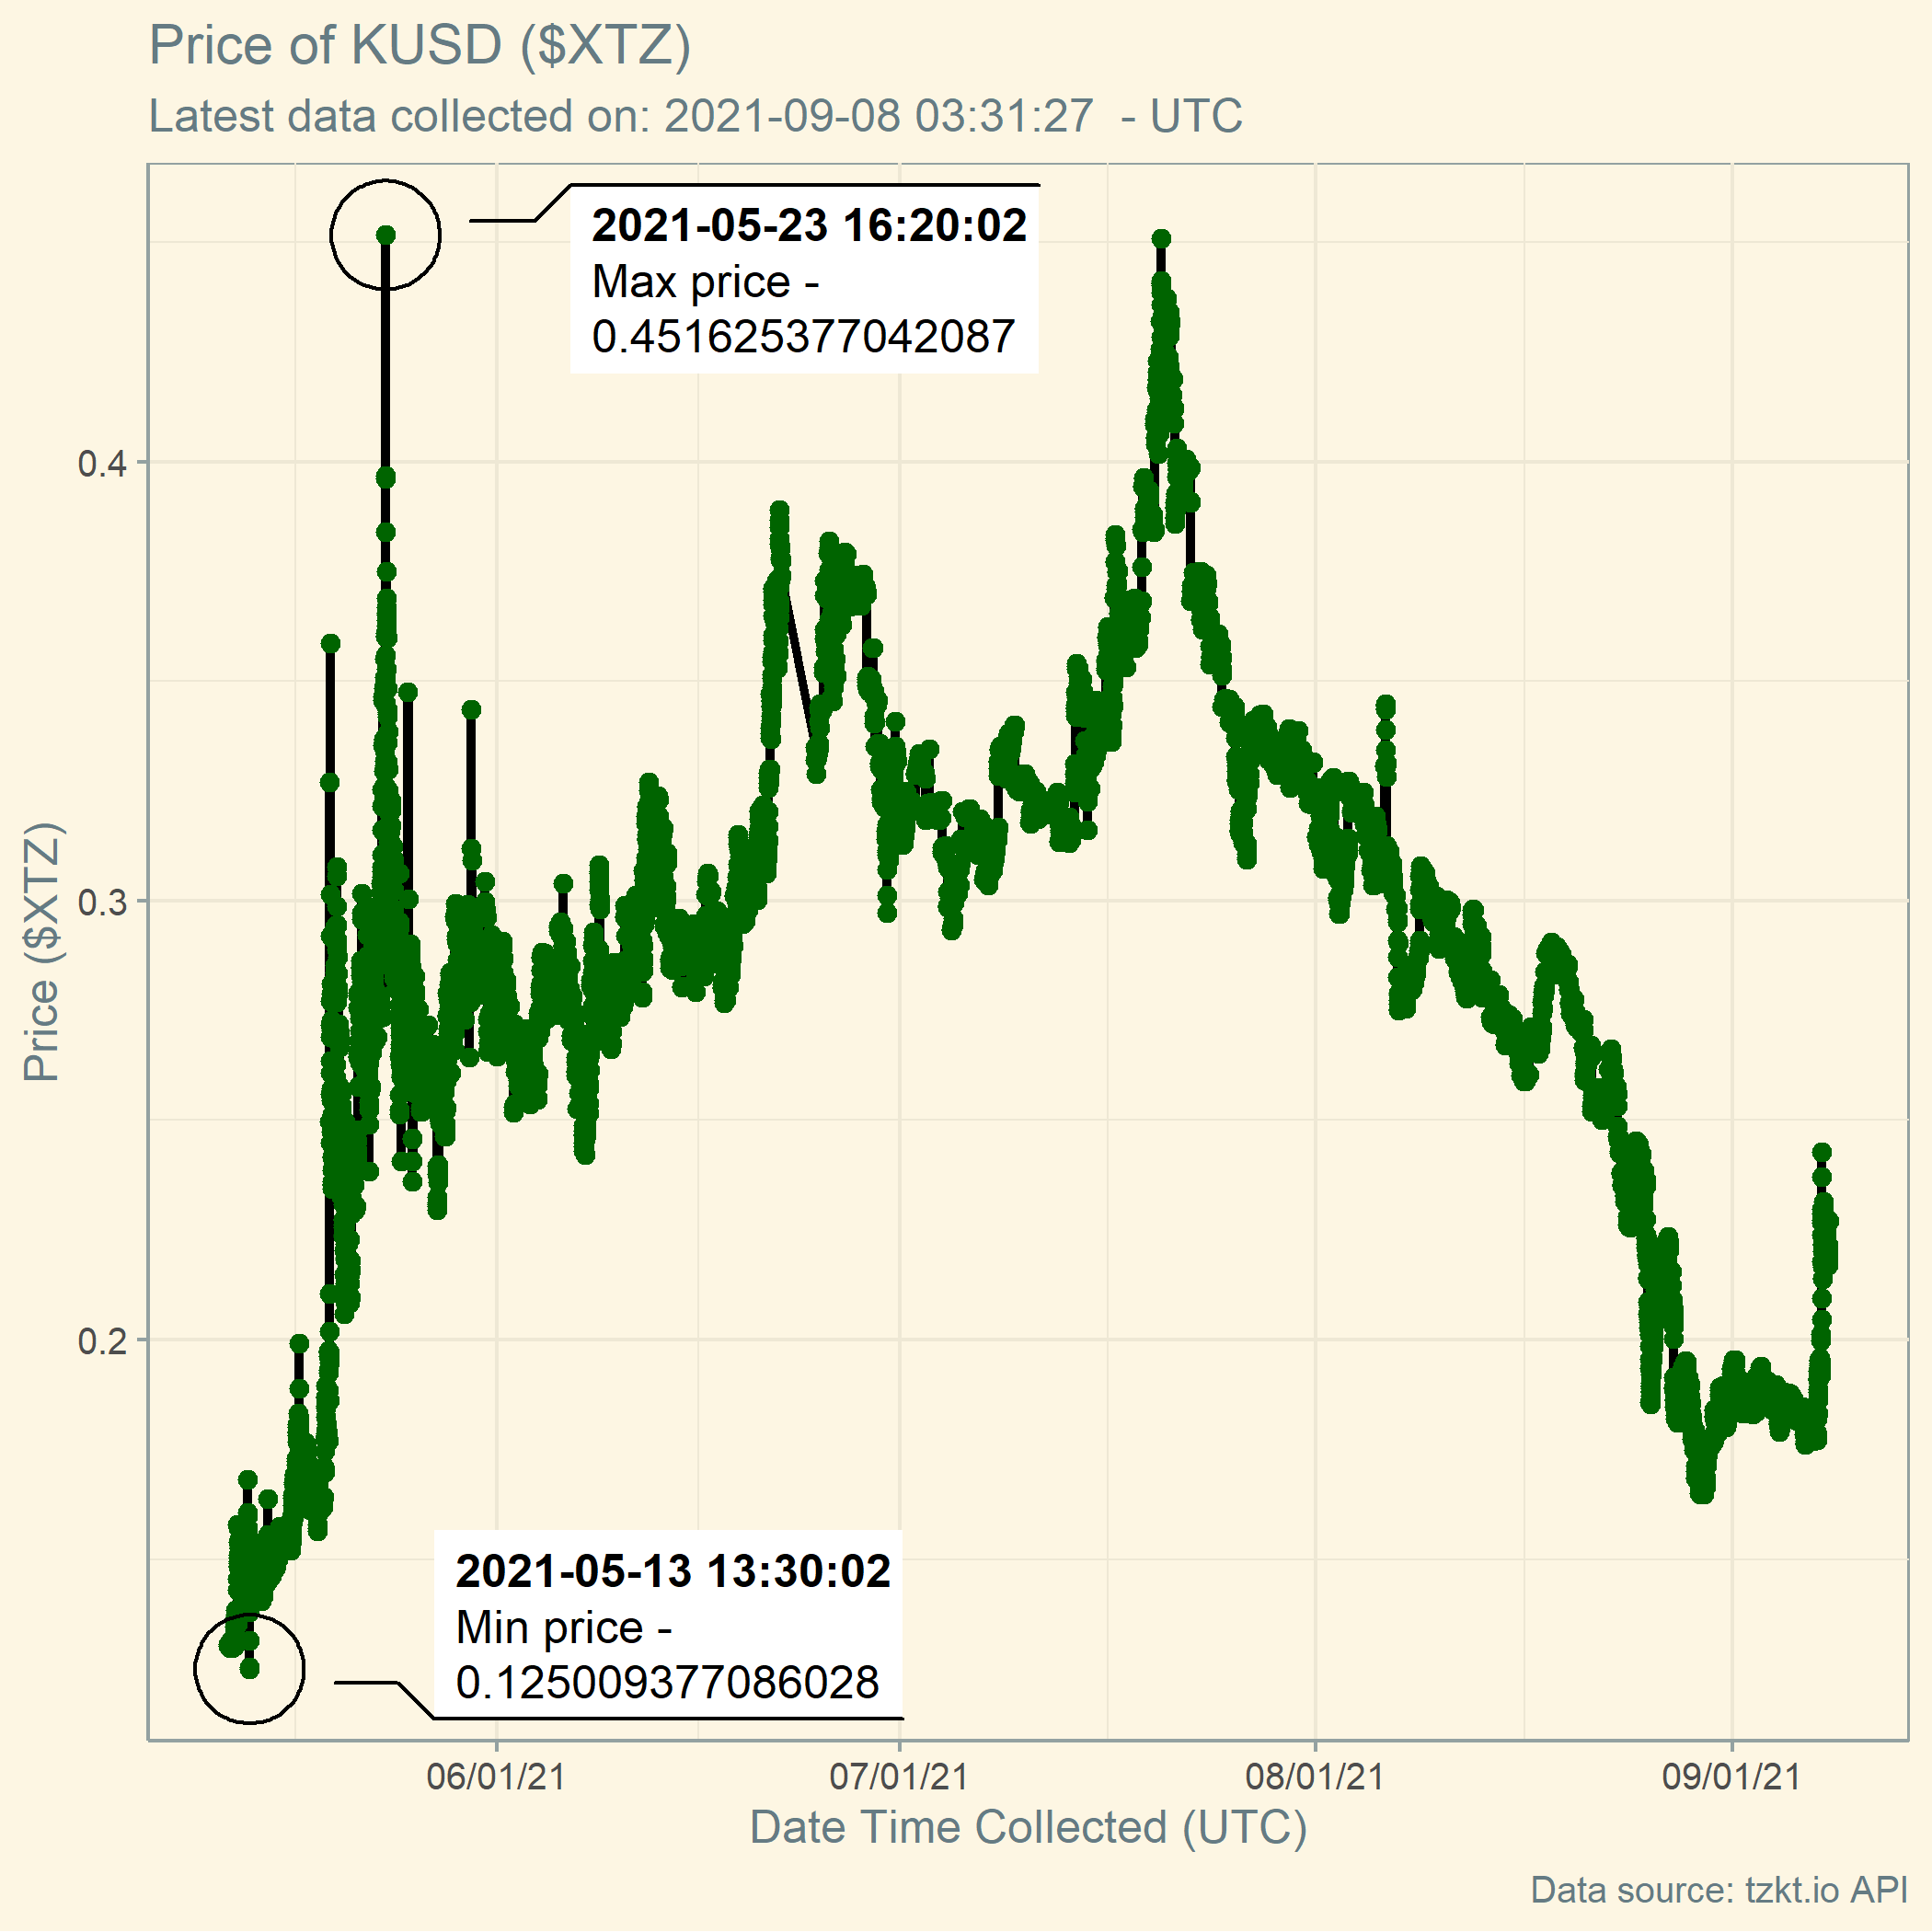 Price of KUSD ($XTZ)
Latest data collected on: 2021-09-08 03:31:27  - UTC
2021-05-23 16:20:02
Max price -
0.451625377042087
0.4
0.3
0.2
Price ($XTZ)
2021-05-13 13:30:02
Min price -
0.125009377086028
06/01/21
07/01/21
08/01/21
09/01/21
Date Time Collected (UTC)
Data source: tzkt.io API